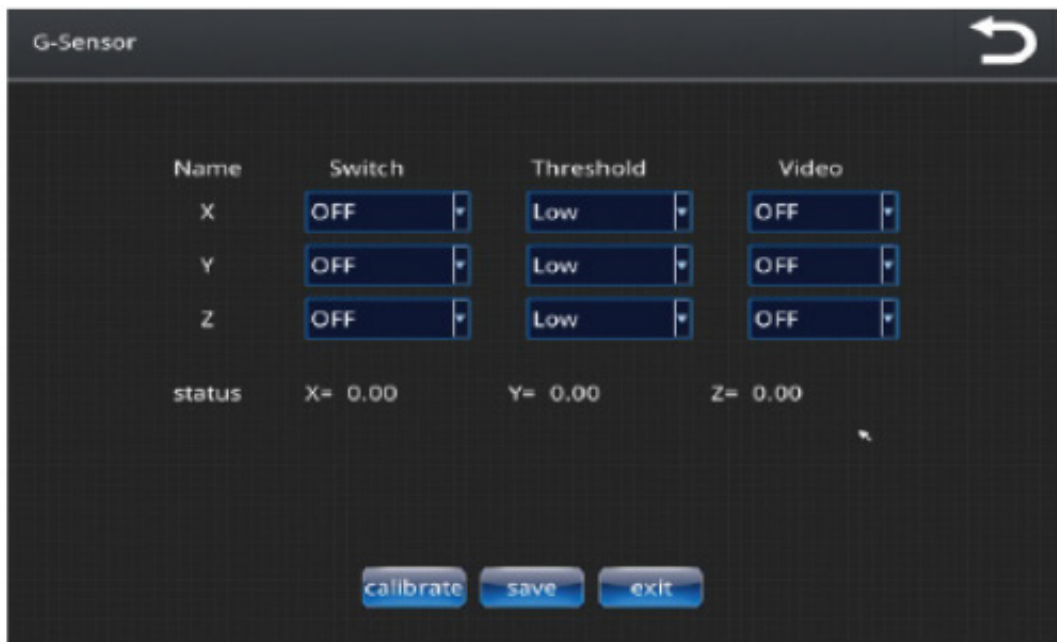 G-Sensor
Name Switch Threshold Video
X OFF Low OFF
Y OFF Low OFF
Z OFF Low OFF
status X= 0.00 Y= 0.00 Z= 0.00
calibrate save exit